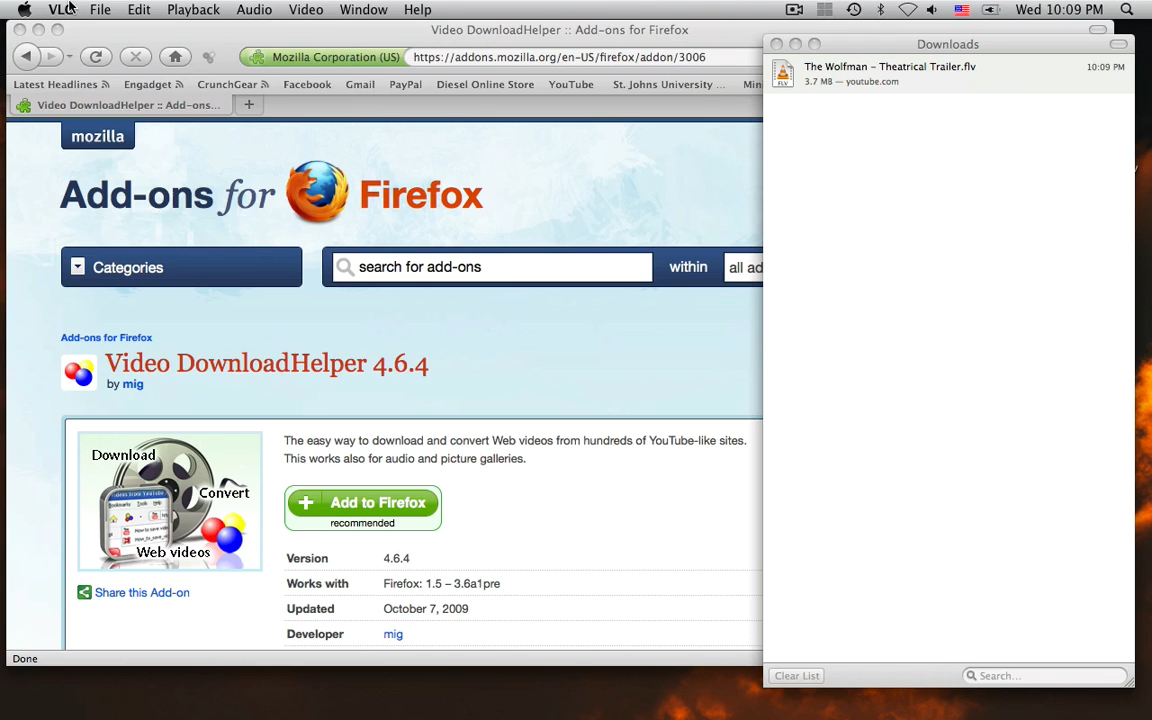 VLC File Edit Playback Audio Video Window Help Wed 10:09 PM
Video DownloadHelper :: Add-ons for Firefox
Mozilla Corporation (US) https://addons.mozilla.org/en-US/firefox/addon/3006
Latest Headlines Engadget CrunchGear Facebook Gmail PayPal Diesel Online Store YouTube St. Johns University ... Min
Video DownloadHelper :: Add-ons...
mozilla
Add-ons for Firefox
Categories
search for add-ons within all ad
Add-ons for Firefox
Video DownloadHelper 4.6.4
by mig
Download
Convert
Web videos
The easy way to download and convert Web videos from hundreds of YouTube-like sites.
This works also for audio and picture galleries.
Add to Firefox
recommended
Version 4.6.4
Works with Firefox: 1.5 – 3.6a1pre
Updated October 7, 2009
Developer mig
Share this Add-on
Done
Downloads
The Wolfman – Theatrical Trailer.flv 10:09 PM
3.7 MB — youtube.com
FLV
Clear List Search...